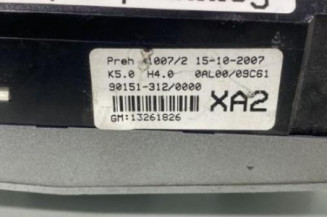 Preh 1007/2 15-10-2007
K5.0 H4.0 0AL00/09C61
90151-312/0000
XA2
GM:13261826